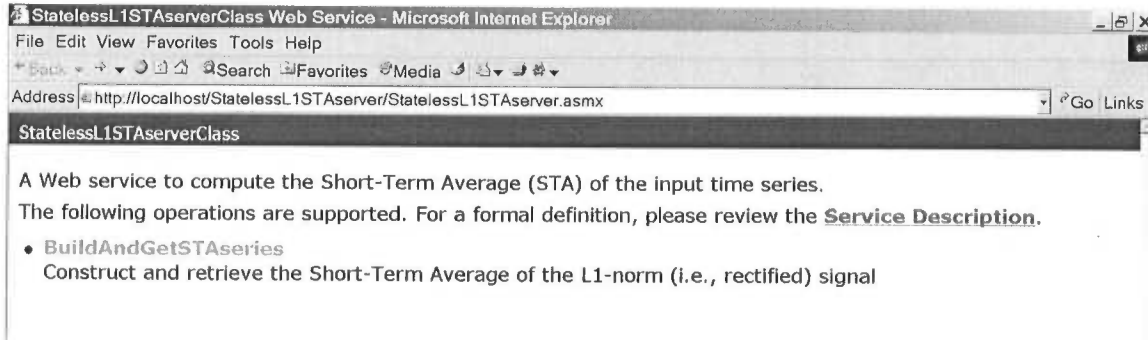 StatelessL1STAserverClass Web Service - Microsoft Internet Explorer
File Edit View Favorites Tools Help
Back Search Favorites Media
Address http://localhost/StatelessL1STAserver/StatelessL1STAserver.asmx Go Links
StatelessL1STAserverClass
A Web service to compute the Short-Term Average (STA) of the input time series.
The following operations are supported. For a formal definition, please review the Service Description.
• BuildAndGetSTAseries
Construct and retrieve the Short-Term Average of the L1-norm (i.e., rectified) signal